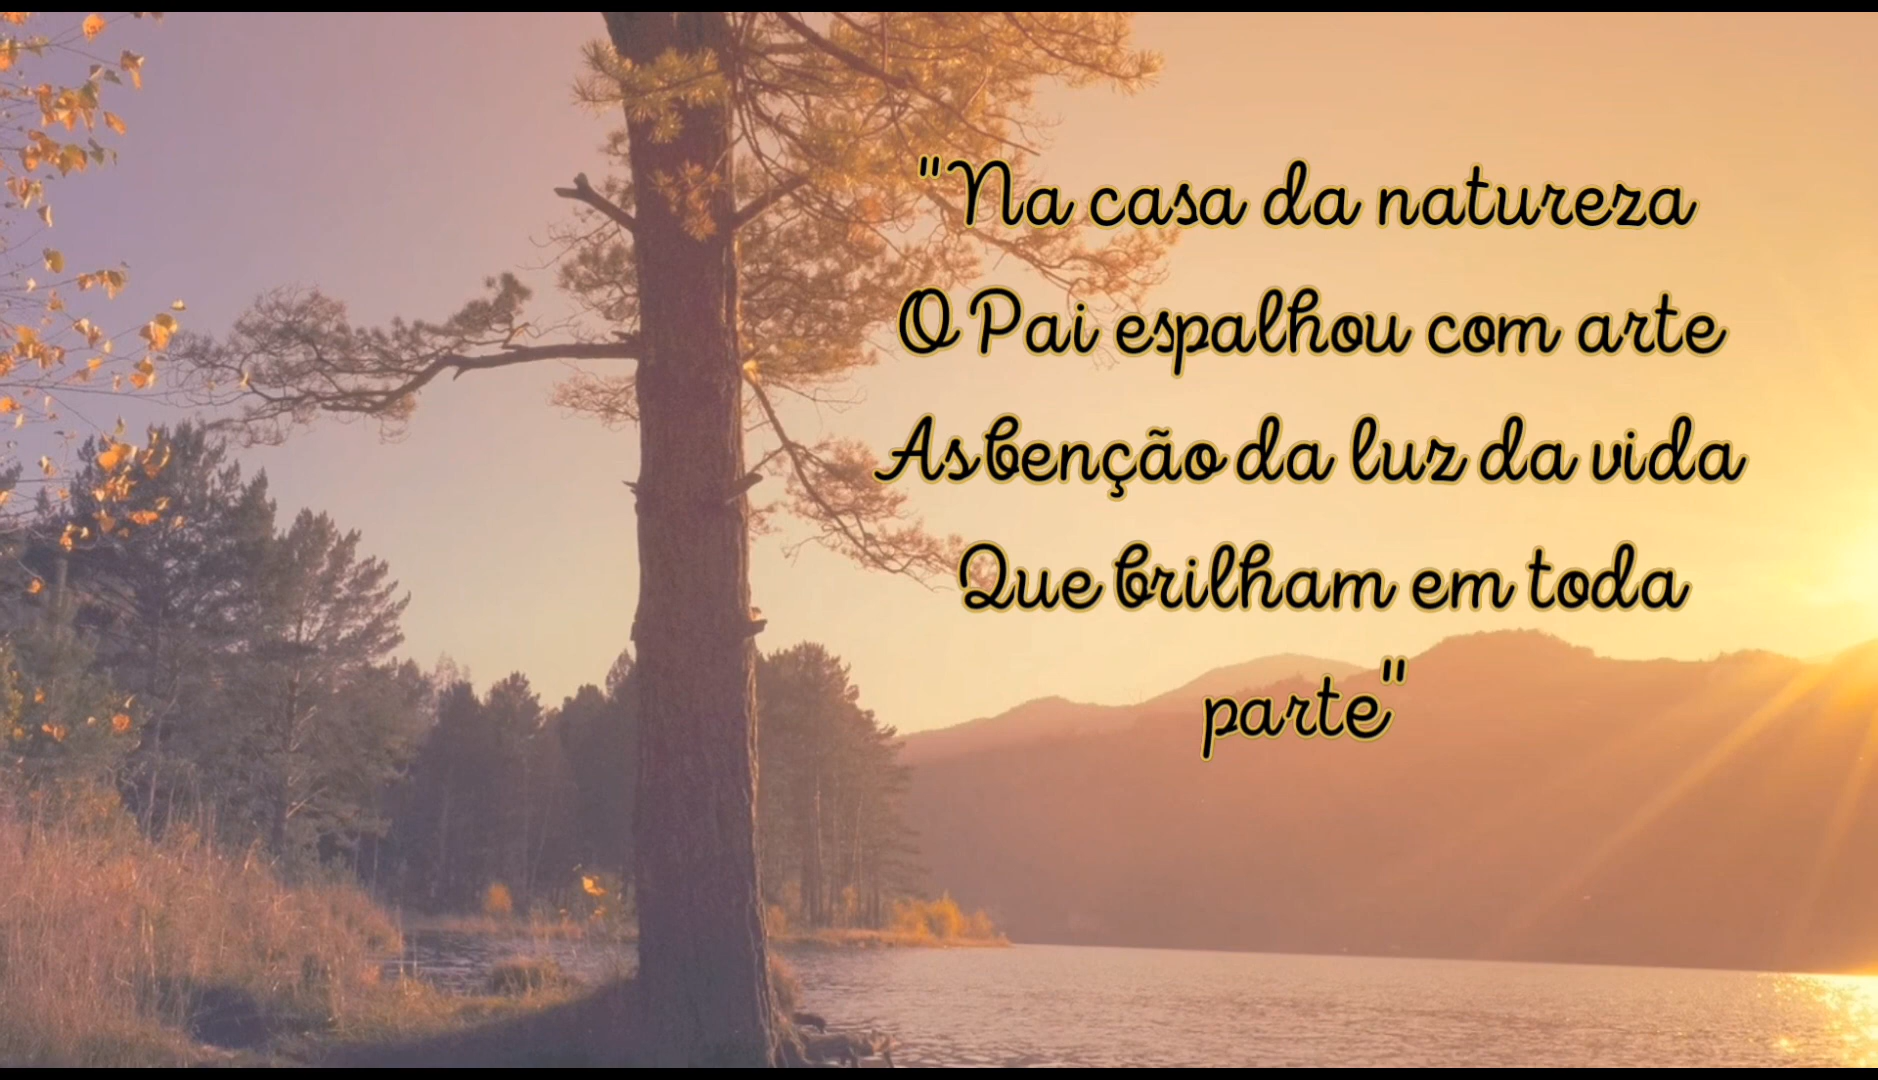 "Na casa da natureza
O Pai espalhou com arte
As benção da luz da vida
Que brilham em toda
parte"